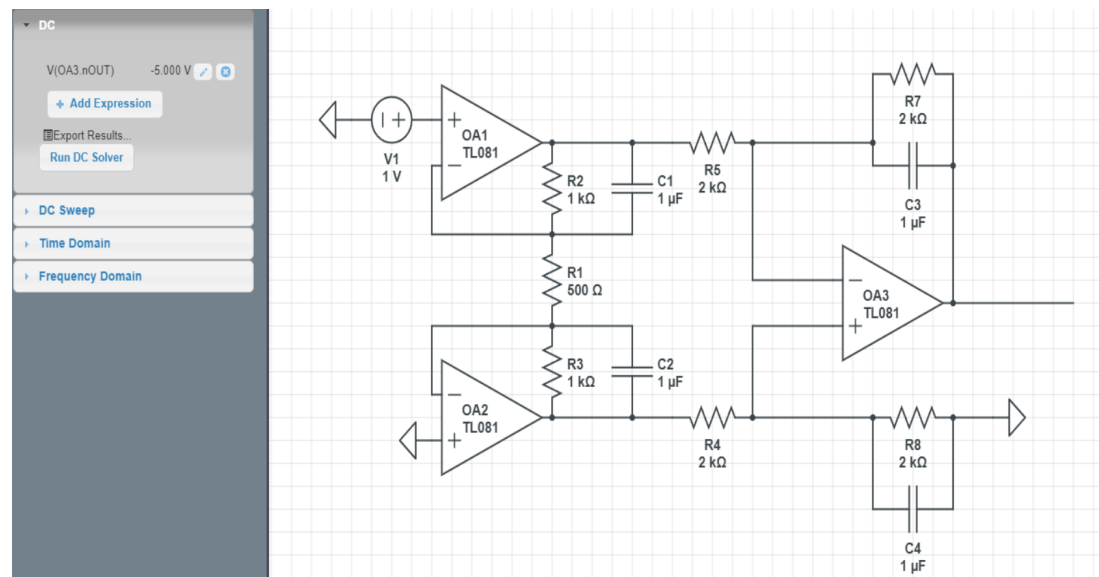 DC
V(OA3.nOUT) -5.000 V
+ Add Expression
Export Results...
Run DC Solver
DC Sweep
Time Domain
Frequency Domain
V1
1 V
+
OA1
TL081
−
R2
1 kΩ
C1
1 µF
R5
2 kΩ
R7
2 kΩ
C3
1 µF
R1
500 Ω
−
OA3
TL081
+
R3
1 kΩ
C2
1 µF
−
OA2
TL081
+
R4
2 kΩ
R8
2 kΩ
C4
1 µF